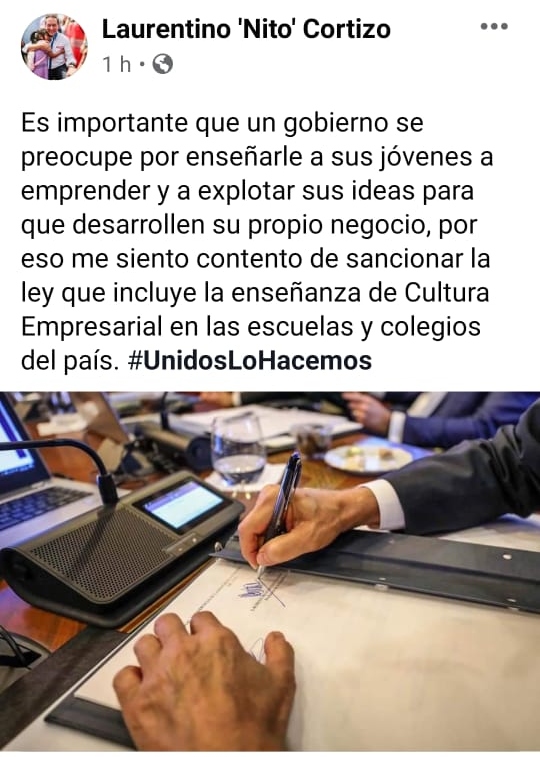 Laurentino 'Nito' Cortizo
1 h ·
Es importante que un gobierno se
preocupe por enseñarle a sus jóvenes a
emprender y a explotar sus ideas para
que desarrollen su propio negocio, por
eso me siento contento de sancionar la
ley que incluye la enseñanza de Cultura
Empresarial en las escuelas y colegios
del país. #UnidosLoHacemos